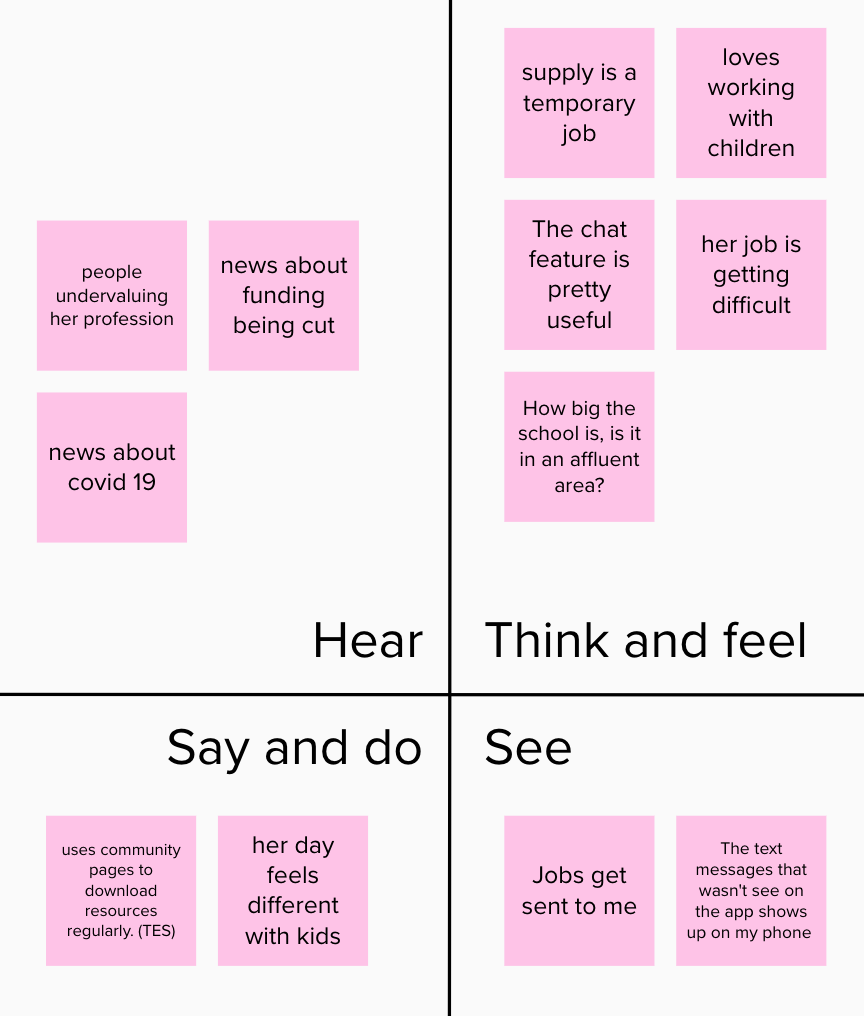 people
undervaluing
her profession
news about
funding
being cut
news about
covid 19
Hear
supply is a
temporary
job
loves
working
with
children
The chat
feature is
pretty
useful
her job is
getting
difficult
How big the
school is, is it
in an affluent
area?
Think and feel
Say and do
uses community
pages to
download
resources
regularly. (TES)
her day
feels
different
with kids
See
Jobs get
sent to me
The text
messages that
wasn't see on
the app shows
up on my phone